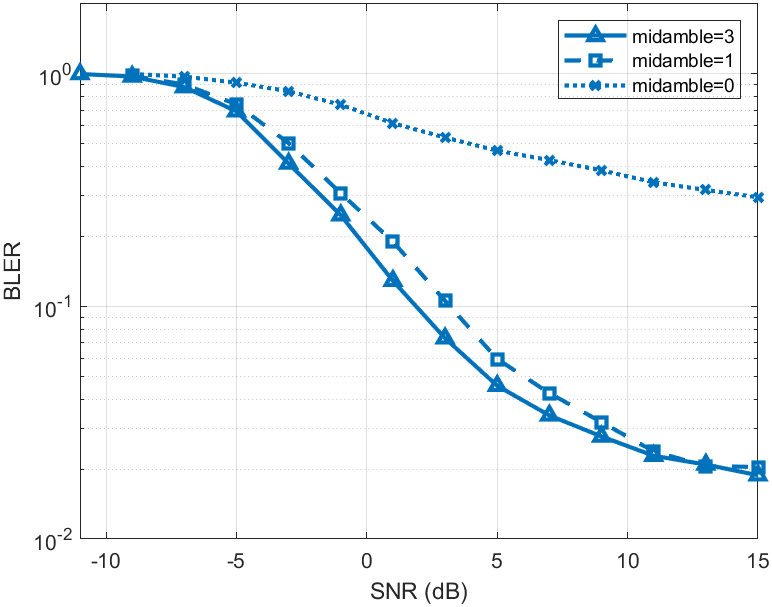 midamble=3
midamble=1
midamble=0
10^0
10^-1
10^-2
BLER
-10 -5 0 5 10 15
SNR (dB)